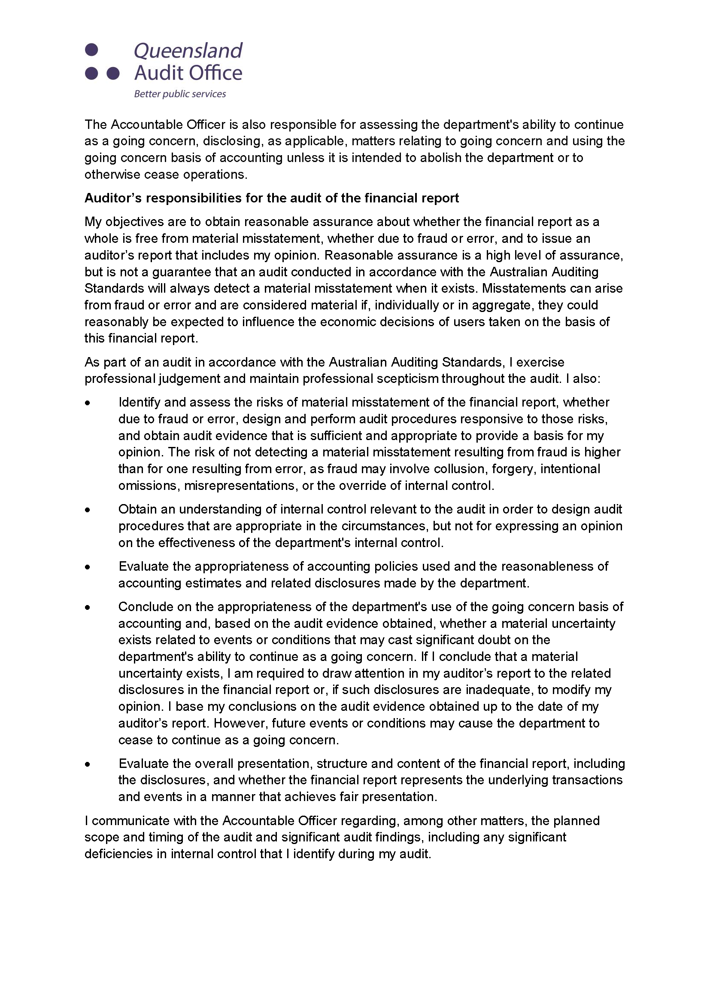 Queensland
Audit Office
Better public services
The Accountable Officer is also responsible for assessing the department's ability to continue
as a going concern, disclosing, as applicable, matters relating to going concern and using the
going concern basis of accounting unless it is intended to abolish the department or to
otherwise cease operations.
Auditor’s responsibilities for the audit of the financial report
My objectives are to obtain reasonable assurance about whether the financial report as a
whole is free from material misstatement, whether due to fraud or error, and to issue an
auditor’s report that includes my opinion. Reasonable assurance is a high level of assurance,
but is not a guarantee that an audit conducted in accordance with the Australian Auditing
Standards will always detect a material misstatement when it exists. Misstatements can arise
from fraud or error and are considered material if, individually or in aggregate, they could
reasonably be expected to influence the economic decisions of users taken on the basis of
this financial report.
As part of an audit in accordance with the Australian Auditing Standards, I exercise
professional judgement and maintain professional scepticism throughout the audit. I also:
• Identify and assess the risks of material misstatement of the financial report, whether
due to fraud or error, design and perform audit procedures responsive to those risks,
and obtain audit evidence that is sufficient and appropriate to provide a basis for my
opinion. The risk of not detecting a material misstatement resulting from fraud is higher
than for one resulting from error, as fraud may involve collusion, forgery, intentional
omissions, misrepresentations, or the override of internal control.
• Obtain an understanding of internal control relevant to the audit in order to design audit
procedures that are appropriate in the circumstances, but not for expressing an opinion
on the effectiveness of the department's internal control.
• Evaluate the appropriateness of accounting policies used and the reasonableness of
accounting estimates and related disclosures made by the department.
• Conclude on the appropriateness of the department's use of the going concern basis of
accounting and, based on the audit evidence obtained, whether a material uncertainty
exists related to events or conditions that may cast significant doubt on the
department's ability to continue as a going concern. If I conclude that a material
uncertainty exists, I am required to draw attention in my auditor’s report to the related
disclosures in the financial report or, if such disclosures are inadequate, to modify my
opinion. I base my conclusions on the audit evidence obtained up to the date of my
auditor’s report. However, future events or conditions may cause the department to
cease to continue as a going concern.
• Evaluate the overall presentation, structure and content of the financial report, including
the disclosures, and whether the financial report represents the underlying transactions
and events in a manner that achieves fair presentation.
I communicate with the Accountable Officer regarding, among other matters, the planned
scope and timing of the audit and significant audit findings, including any significant
deficiencies in internal control that I identify during my audit.